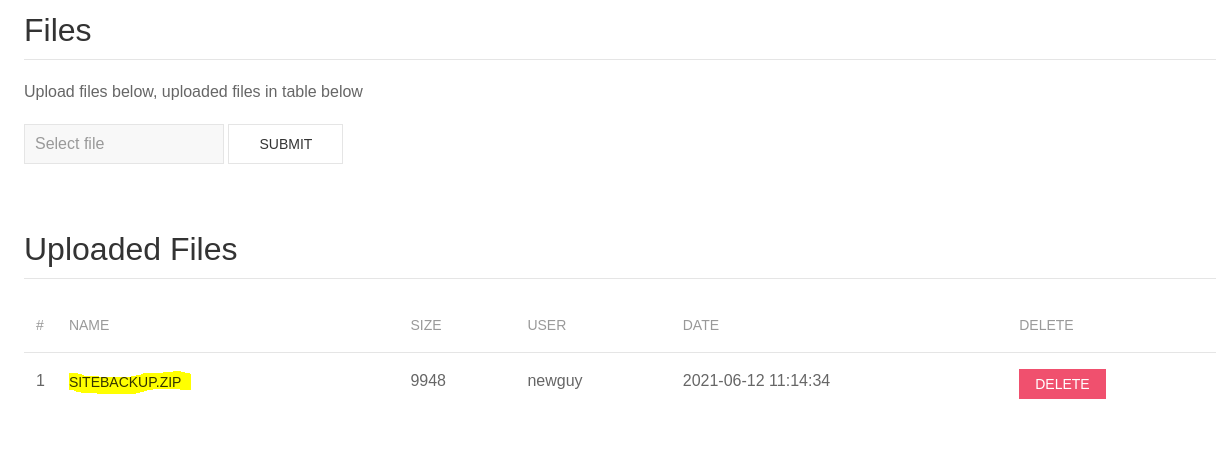 Files
Upload files below, uploaded files in table below
Select file SUBMIT
Uploaded Files
# NAME SIZE USER DATE DELETE
1 SITEBACKUP.ZIP 9948 newguy 2021-06-12 11:14:34 DELETE